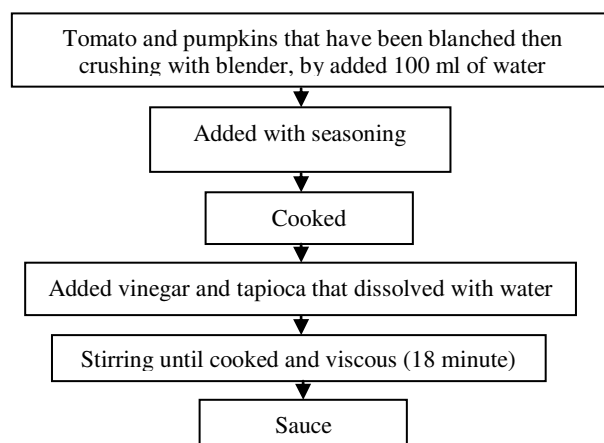 Tomato and pumpkins that have been blanched then
crushing with blender, by added 100 ml of water
Added with seasoning
Cooked
Added vinegar and tapioca that dissolved with water
Stirring until cooked and viscous (18 minute)
Sauce